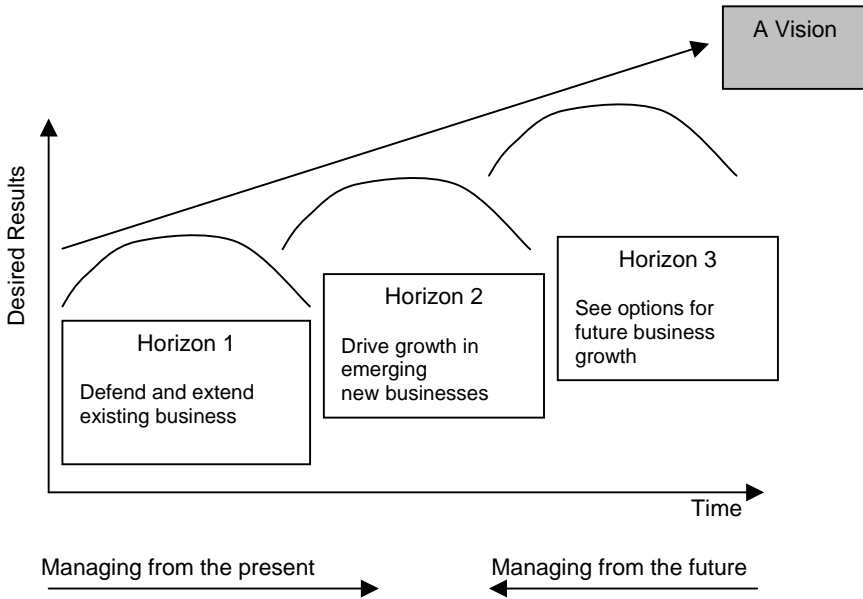 A Vision
Desired Results
Horizon 1
Defend and extend
existing business
Horizon 2
Drive growth in
emerging
new businesses
Horizon 3
See options for
future business
growth
Time
Managing from the present
Managing from the future